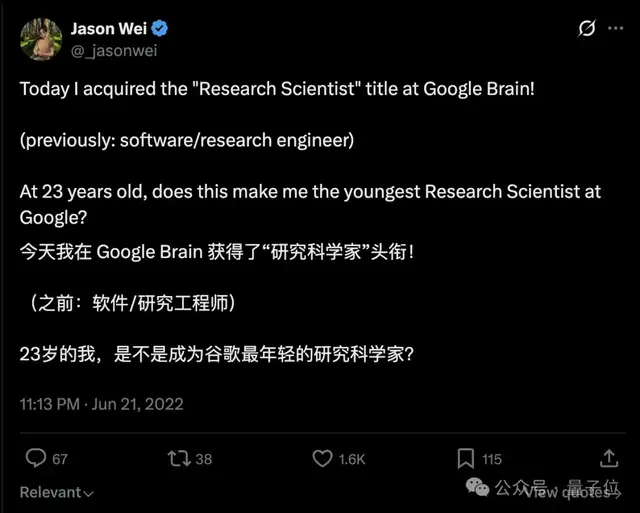 Jason Wei
@_jasonwei
Today I acquired the "Research Scientist" title at Google Brain!
(previously: software/research engineer)
At 23 years old, does this make me the youngest Research Scientist at
Google?
今天我在 Google Brain 获得了“研究科学家”头衔！
（之前：软件/研究工程师）
23岁的我，是不是成为谷歌最年轻的研究科学家？
11:13 PM · Jun 21, 2022
67 38 1.6K 115
Relevant View quotes
公众号 · 量子位